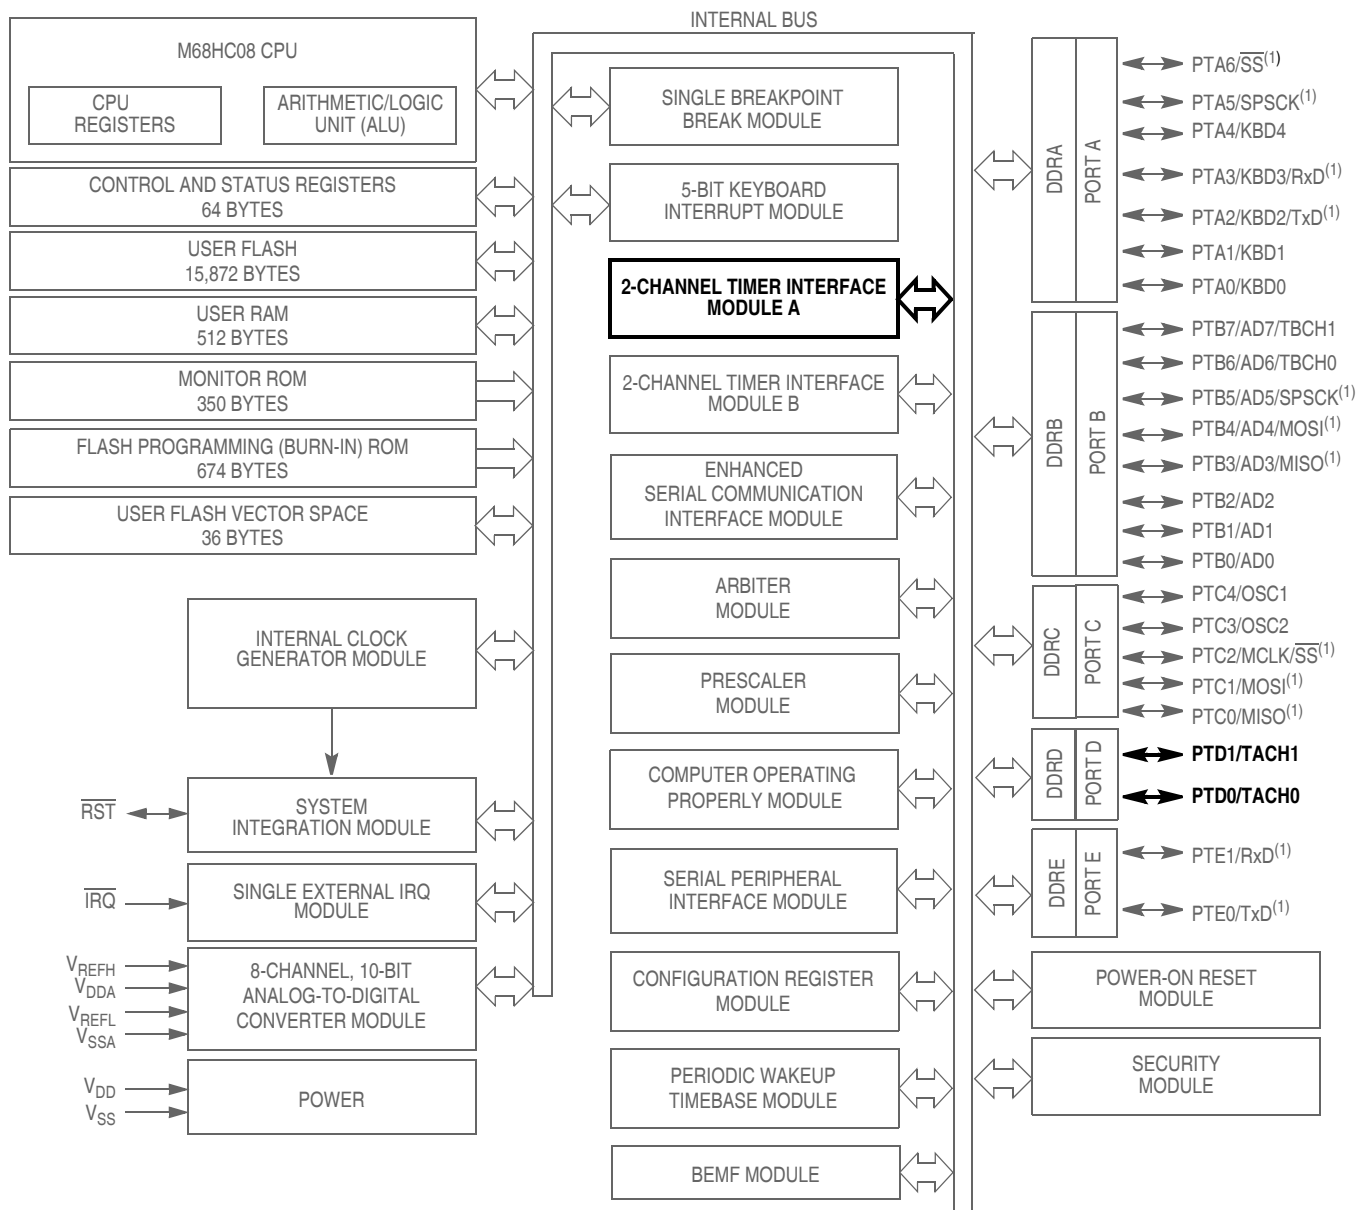 INTERNAL BUS
M68HC08 CPU
CPU
REGISTERS
ARITHMETIC/LOGIC
UNIT (ALU)
CONTROL AND STATUS REGISTERS
64 BYTES
USER FLASH
15,872 BYTES
USER RAM
512 BYTES
MONITOR ROM
350 BYTES
FLASH PROGRAMMING (BURN-IN) ROM
674 BYTES
USER FLASH VECTOR SPACE
36 BYTES
INTERNAL CLOCK
GENERATOR MODULE
RST
SYSTEM
INTEGRATION MODULE
IRQ
SINGLE EXTERNAL IRQ
MODULE
VREFH
VDDA
VREFL
VSSA
8-CHANNEL, 10-BIT
ANALOG-TO-DIGITAL
CONVERTER MODULE
VDD
VSS
POWER
SINGLE BREAKPOINT
BREAK MODULE
5-BIT KEYBOARD
INTERRUPT MODULE
2-CHANNEL TIMER INTERFACE
MODULE A
2-CHANNEL TIMER INTERFACE
MODULE B
ENHANCED
SERIAL COMMUNICATION
INTERFACE MODULE
ARBITER
MODULE
PRESCALER
MODULE
COMPUTER OPERATING
PROPERLY MODULE
SERIAL PERIPHERAL
INTERFACE MODULE
CONFIGURATION REGISTER
MODULE
PERIODIC WAKEUP
TIMEBASE MODULE
BEMF MODULE
DDRA
PORT A
PTA6/SS(1)
PTA5/SPSCK(1)
PTA4/KBD4
PTA3/KBD3/RxD(1)
PTA2/KBD2/TxD(1)
PTA1/KBD1
PTA0/KBD0
DDRB
PORT B
PTB7/AD7/TBCH1
PTB6/AD6/TBCH0
PTB5/AD5/SPSCK(1)
PTB4/AD4/MOSI(1)
PTB3/AD3/MISO(1)
PTB2/AD2
PTB1/AD1
PTB0/AD0
DDRC
PORT C
PTC4/OSC1
PTC3/OSC2
PTC2/MCLK/SS(1)
PTC1/MOSI(1)
PTC0/MISO(1)
DDRD
PORT D
PTD1/TACH1
PTD0/TACH0
DDRE
PORT E
PTE1/RxD(1)
PTE0/TxD(1)
POWER-ON RESET
MODULE
SECURITY
MODULE